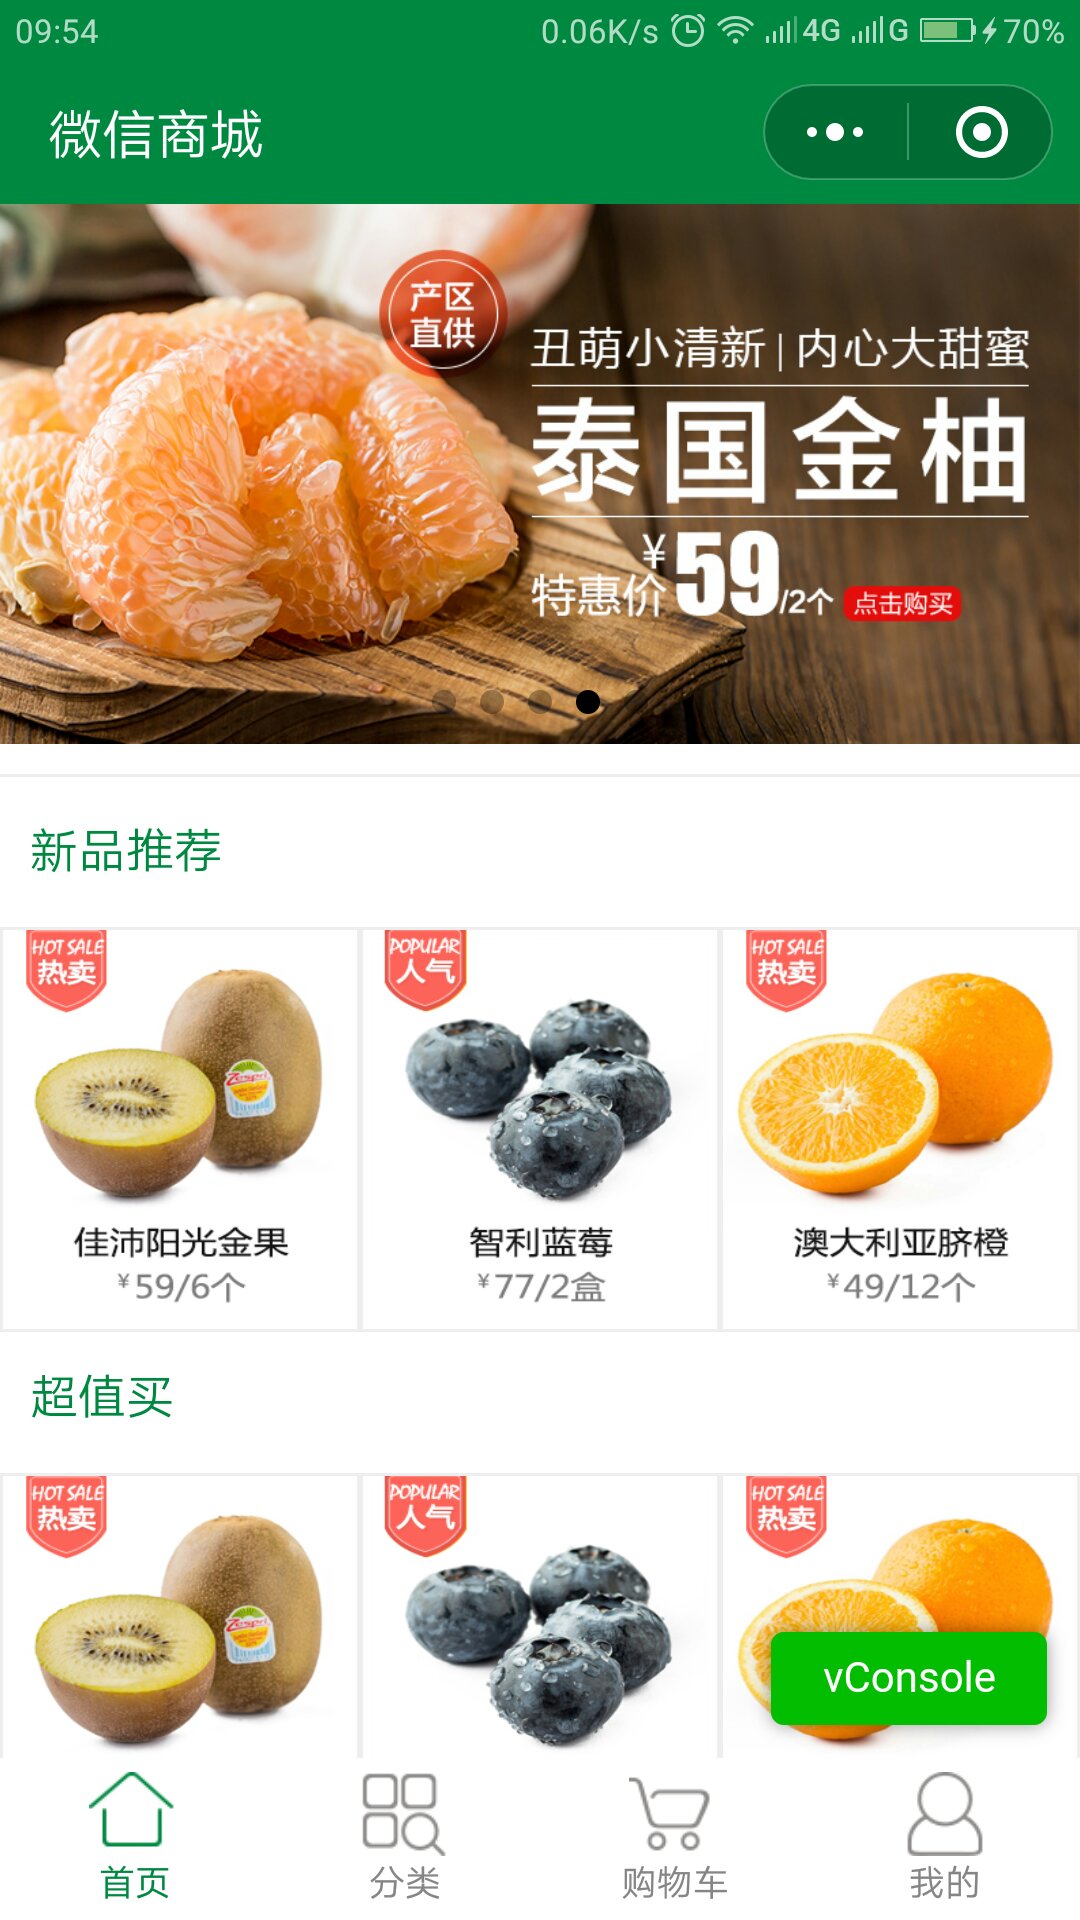 09:54
0.06K/s 4G G 70%
微信商城
产区
直供
丑萌小清新 | 内心大甜蜜
泰国金柚
特惠价 ¥59/2个 点击购买
新品推荐
HOT SALE
热卖
POPULAR
人气
HOT SALE
热卖
Zespri
佳沛阳光金果
智利蓝莓
澳大利亚脐橙
¥59/6个
¥77/2盒
¥49/12个
超值买
HOT SALE
热卖
POPULAR
人气
HOT SALE
热卖
Zespri
vConsole
首页
分类
购物车
我的